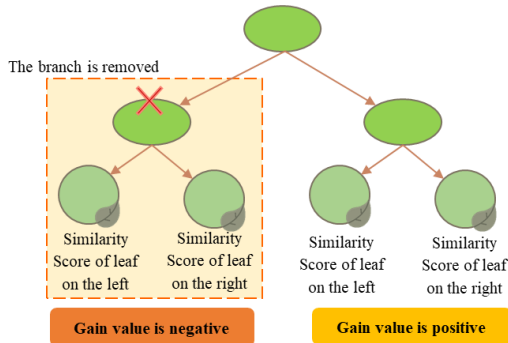 The branch is removed
Similarity
Score of leaf
on the left
Similarity
Score of leaf
on the right
Similarity
Score of leaf
on the left
Similarity
Score of leaf
on the right
Gain value is negative
Gain value is positive